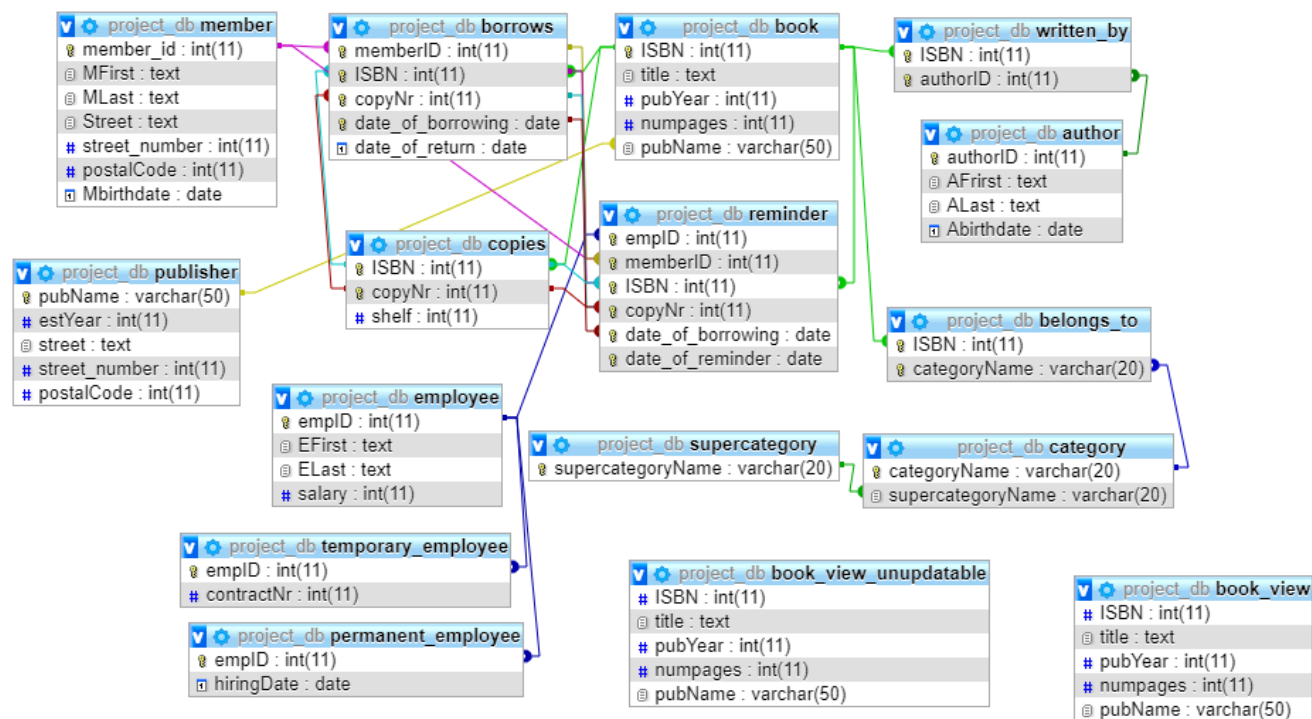 project_db member
member_id : int(11)
MFirst : text
MLast : text
Street : text
street_number : int(11)
postalCode : int(11)
Mbirthdate : date
project_db borrows
memberID : int(11)
ISBN : int(11)
copyNr : int(11)
date_of_borrowing : date
date_of_return : date
project_db book
ISBN : int(11)
title : text
pubYear : int(11)
numpages : int(11)
pubName : varchar(50)
project_db written_by
ISBN : int(11)
authorID : int(11)
project_db author
authorID : int(11)
AFrirst : text
ALast : text
Abirthdate : date
project_db reminder
empID : int(11)
memberID : int(11)
ISBN : int(11)
copyNr : int(11)
date_of_borrowing : date
date_of_reminder : date
project_db copies
ISBN : int(11)
copyNr : int(11)
shelf : int(11)
project_db publisher
pubName : varchar(50)
estYear : int(11)
street : text
street_number : int(11)
postalCode : int(11)
project_db belongs_to
ISBN : int(11)
categoryName : varchar(20)
project_db employee
empID : int(11)
EFirst : text
ELast : text
salary : int(11)
project_db supercategory
supercategoryName : varchar(20)
project_db category
categoryName : varchar(20)
supercategoryName : varchar(20)
project_db temporary_employee
empID : int(11)
contractNr : int(11)
project_db permanent_employee
empID : int(11)
hiringDate : date
project_db book_view_unupdatable
ISBN : int(11)
title : text
pubYear : int(11)
numpages : int(11)
pubName : varchar(50)
project_db book_view
ISBN : int(11)
title : text
pubYear : int(11)
numpages : int(11)
pubName : varchar(50)